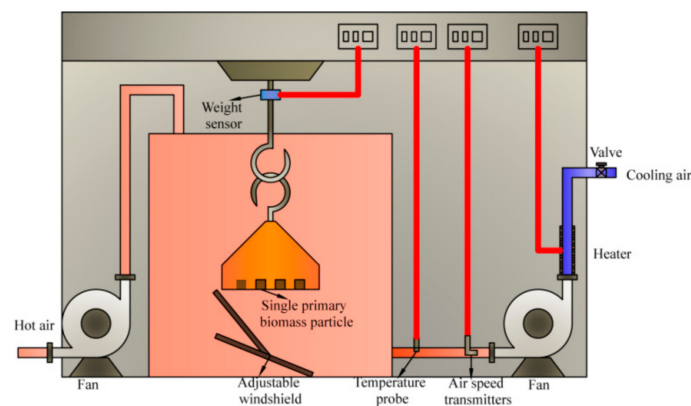 Weight
sensor
Valve
Cooling air
Heater
Single primary
biomass particle
Hot air
Fan
Adjustable
windshield
Temperature
probe
Air speed
transmitters
Fan